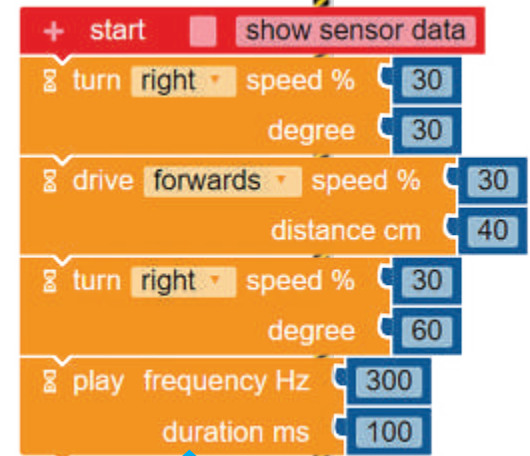 + start show sensor data
turn right speed % 30
degree 30
drive forwards speed % 30
distance cm 40
turn right speed % 30
degree 60
play frequency Hz 300
duration ms 100